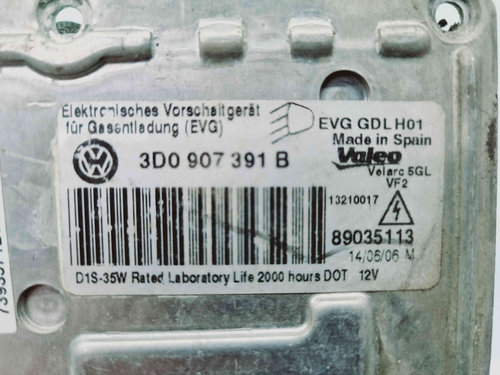 Elektronisches Vorschaltgerät
für Gasentladung (EVG)
EVG GDL H01
Made in Spain
3D0 907 391 B
Valeo
Velarc 5GL
VF2
13210017
89035113
14/06/06 M
D1S-35W Rated Laboratory Life 2000 hours DOT 12V